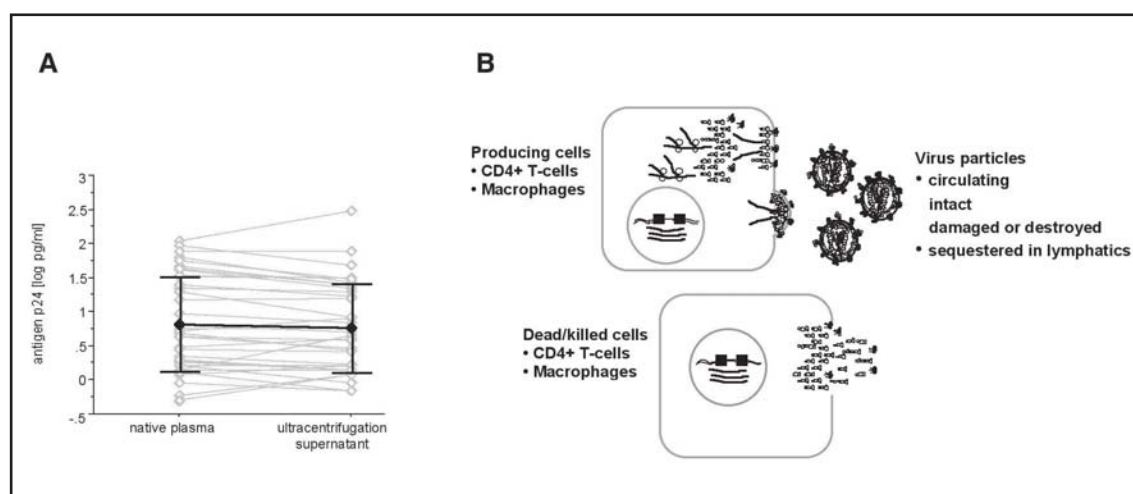 A
antigen p24 [log pg/ml]
3
2.5
2
1.5
1
.5
0
-.5
native plasma
ultracentrifugation
supernatant
B
Producing cells
• CD4+ T-cells
• Macrophages
Virus particles
• circulating
intact
damaged or destroyed
• sequestered in lymphatics
Dead/killed cells
• CD4+ T-cells
• Macrophages